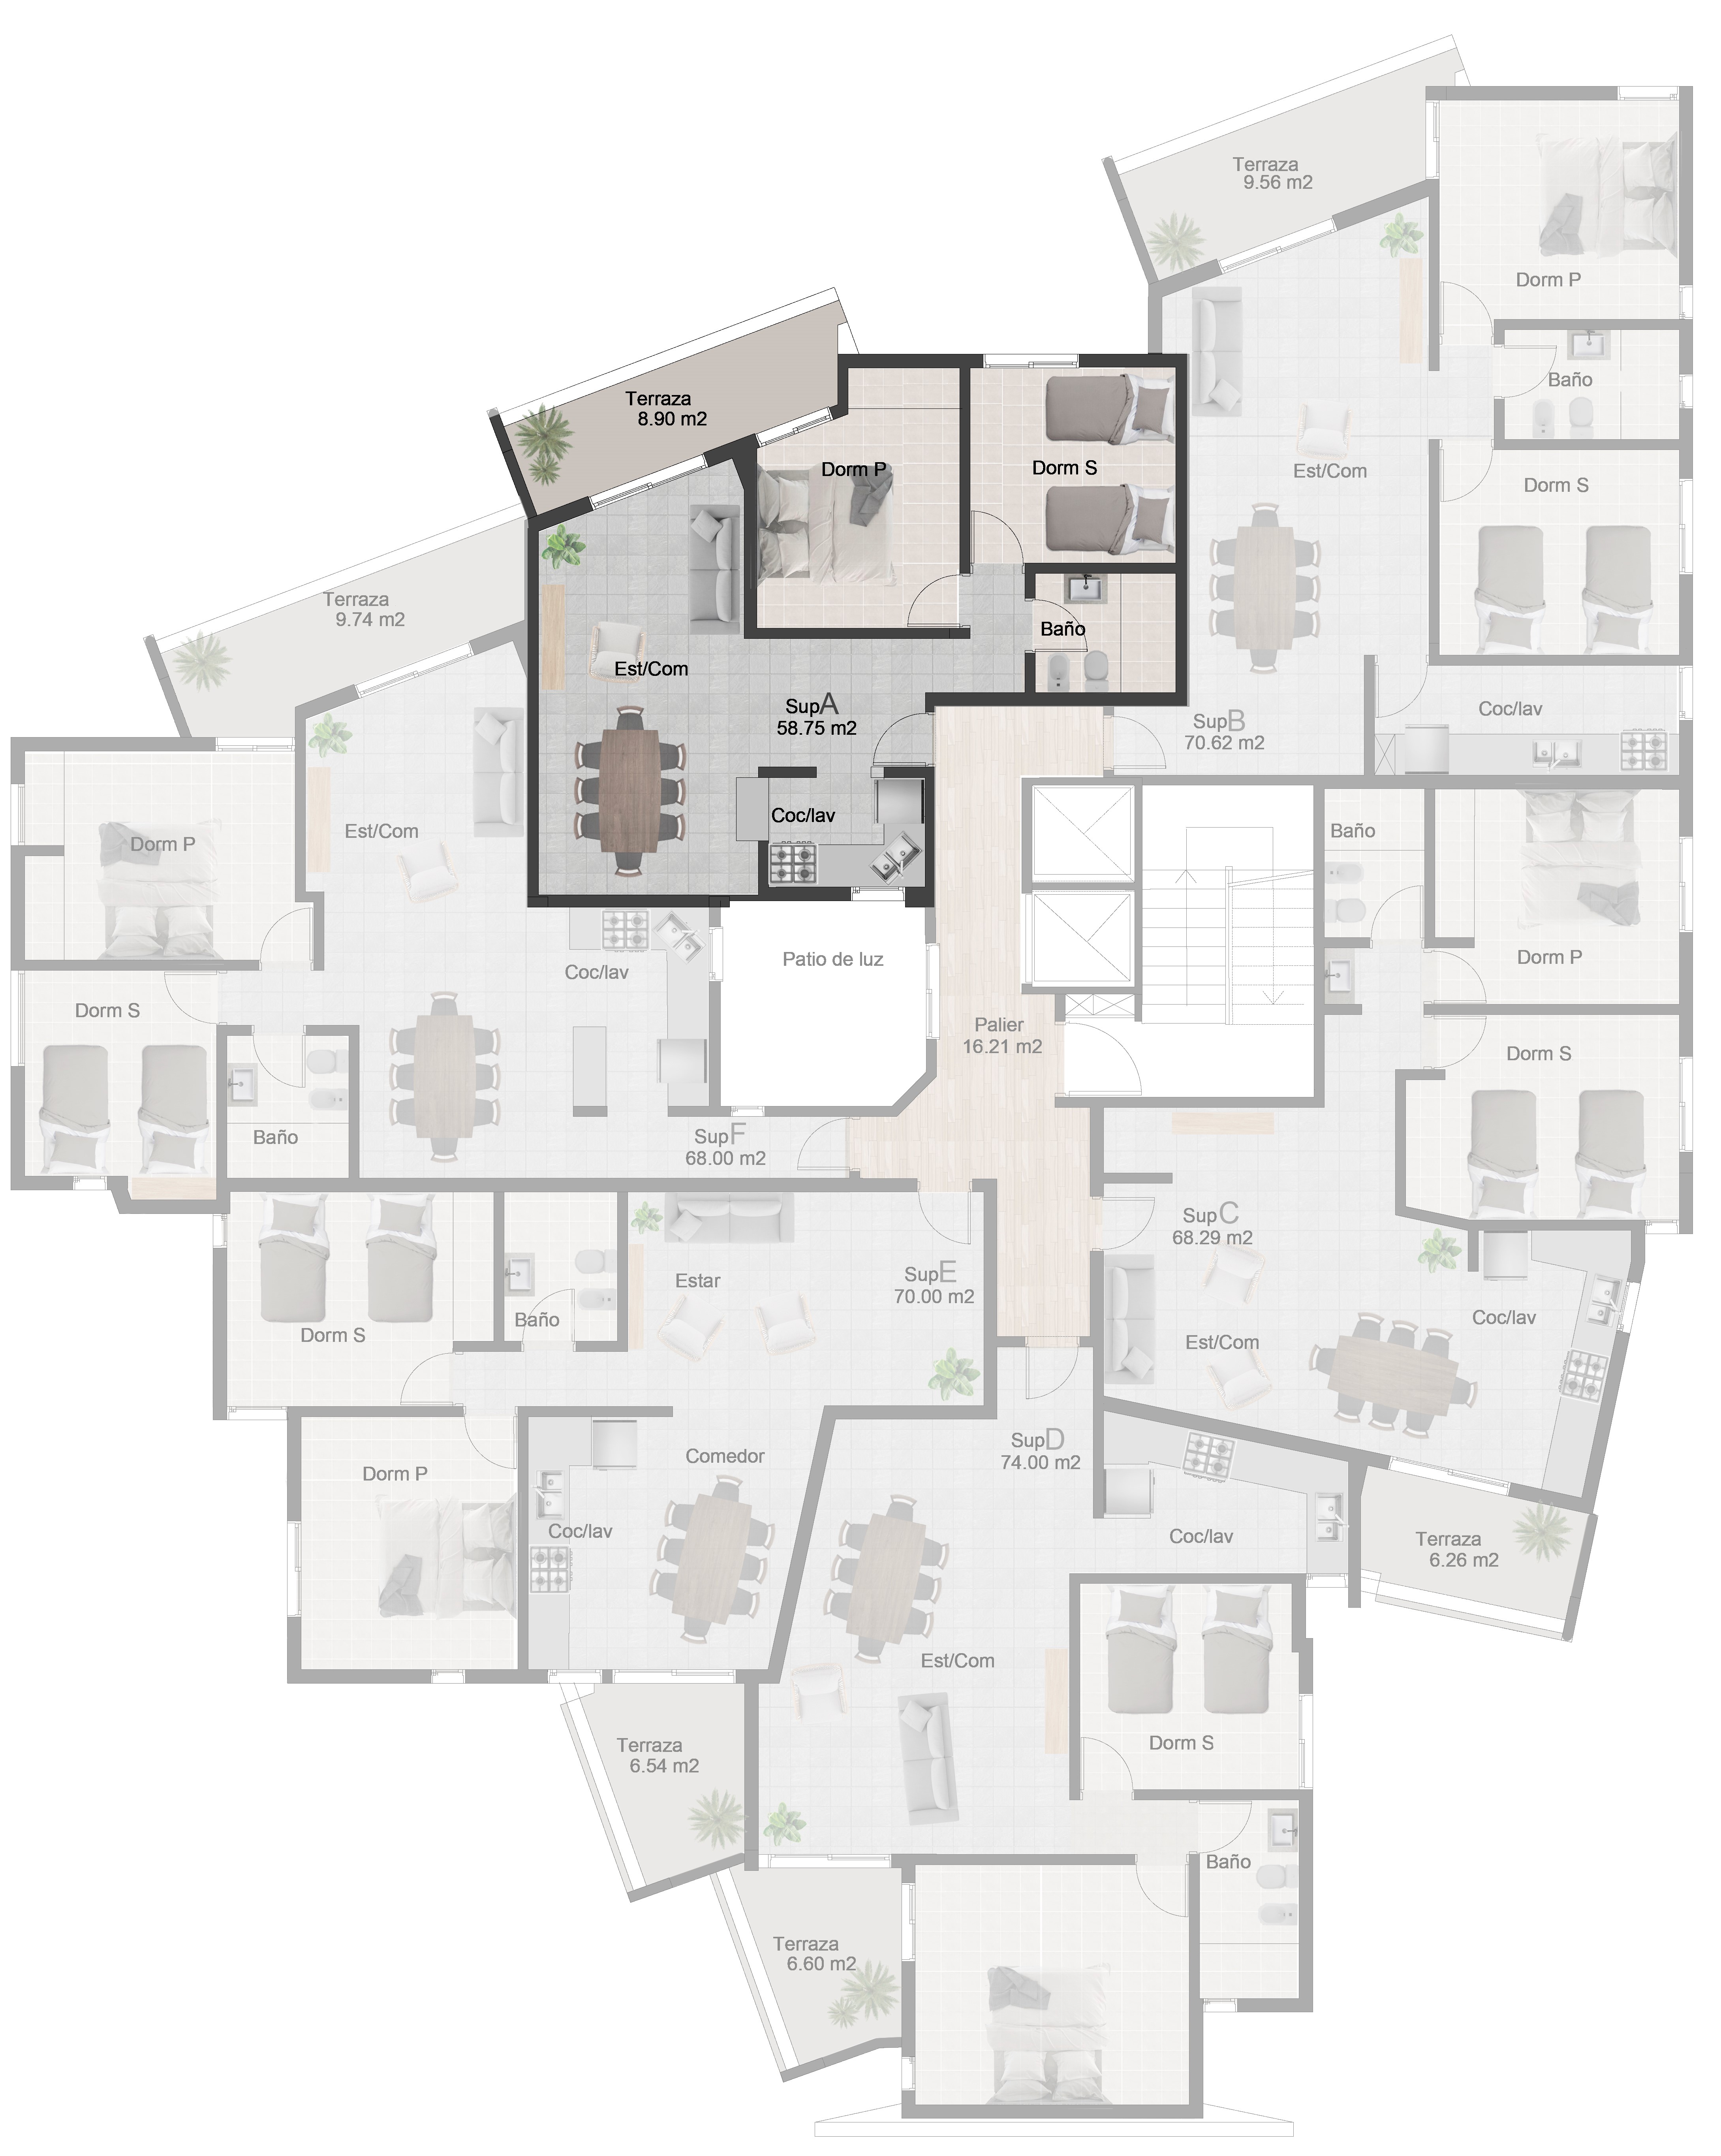 Terraza
9.56 m2
Dorm P
Baño
Est/Com
Dorm S
Coc/lav
SupB
70.62 m2
Terraza
8.90 m2
Dorm P
Dorm S
Baño
Est/Com
SupA
58.75 m2
Coc/lav
Terraza
9.74 m2
Est/Com
Dorm P
Coc/lav
Dorm S
Baño
SupF
68.00 m2
Patio de luz
Palier
16.21 m2
Baño
Dorm P
Dorm S
SupC
68.29 m2
Est/Com
Coc/lav
Terraza
6.26 m2
Dorm S
Baño
Estar
SupE
70.00 m2
Dorm P
Comedor
Coc/lav
Terraza
6.54 m2
SupD
74.00 m2
Coc/lav
Est/Com
Dorm S
Baño
Terraza
6.60 m2